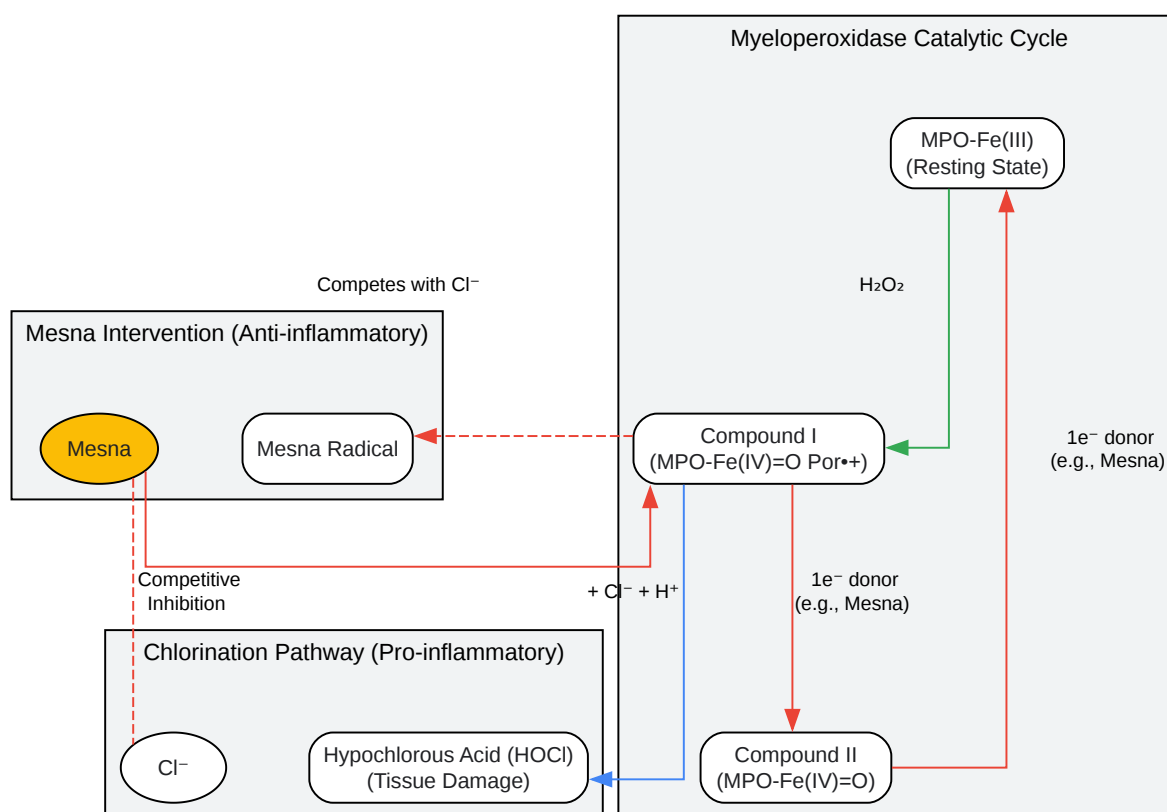 Myeloperoxidase Catalytic Cycle
MPO-Fe(III)
(Resting State)
Competes with Cl⁻
H₂O₂
Mesna Intervention (Anti-inflammatory)
Mesna
Mesna Radical
Compound I
(MPO-Fe(IV)=O Por•+)
1e⁻ donor
(e.g., Mesna)
Competitive
Inhibition
+ Cl⁻ + H⁺
1e⁻ donor
(e.g., Mesna)
Chlorination Pathway (Pro-inflammatory)
Cl⁻
Hypochlorous Acid (HOCl)
(Tissue Damage)
Compound II
(MPO-Fe(IV)=O)